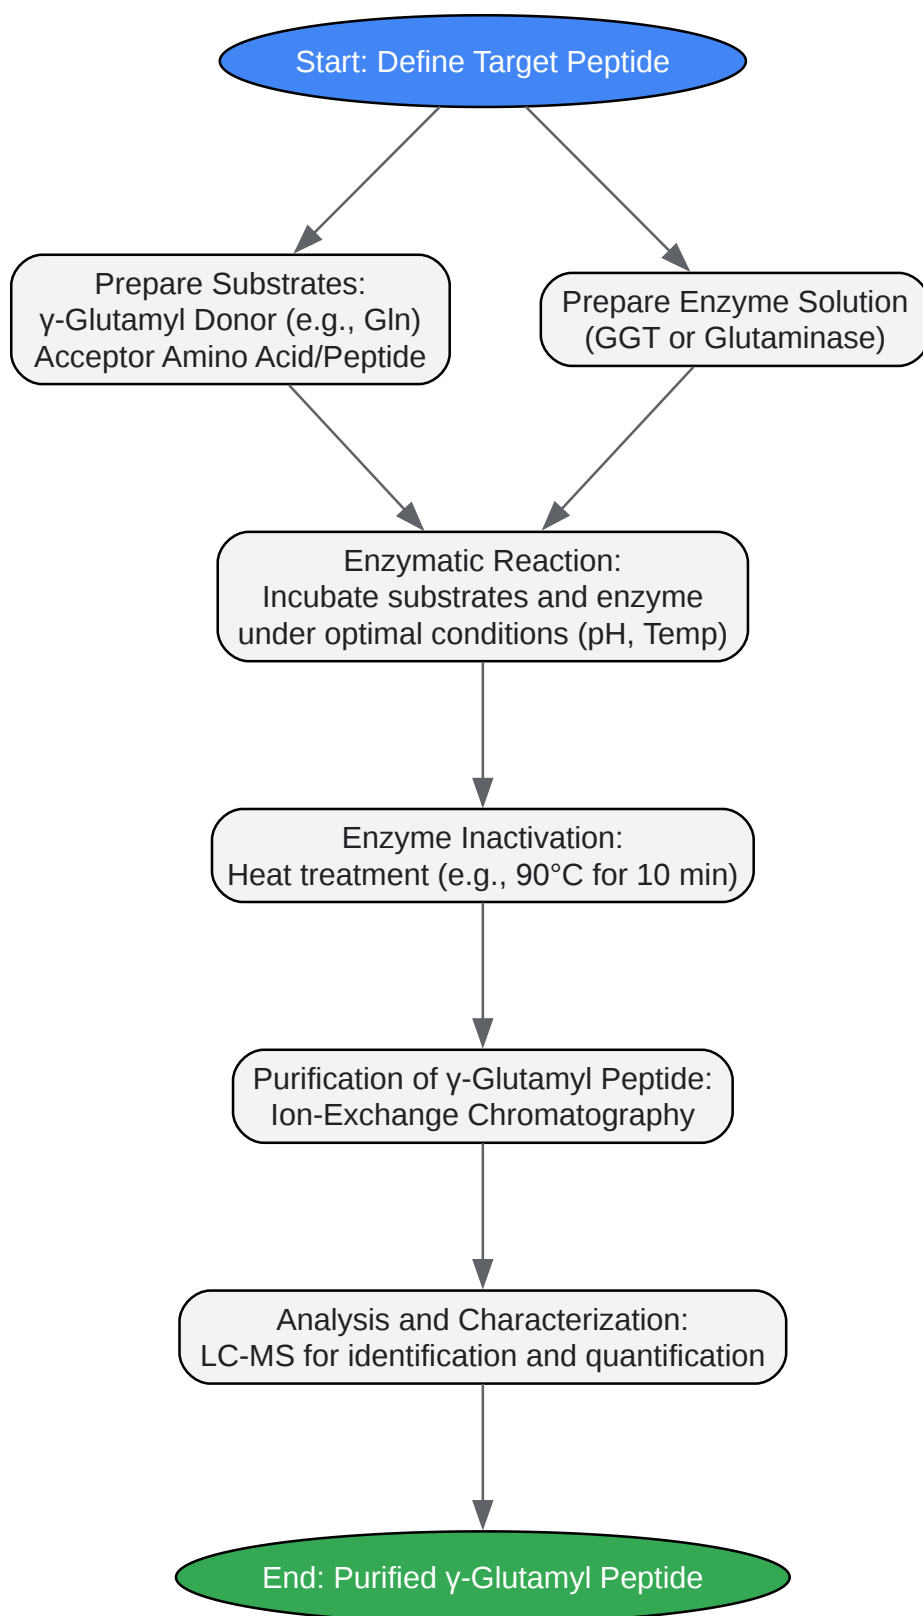 Start: Define Target Peptide
Prepare Substrates:
γ-Glutamyl Donor (e.g., Gln)
Acceptor Amino Acid/Peptide
Prepare Enzyme Solution
(GGT or Glutaminase)
Enzymatic Reaction:
Incubate substrates and enzyme
under optimal conditions (pH, Temp)
Enzyme Inactivation:
Heat treatment (e.g., 90°C for 10 min)
Purification of γ-Glutamyl Peptide:
Ion-Exchange Chromatography
Analysis and Characterization:
LC-MS for identification and quantification
End: Purified γ-Glutamyl Peptide